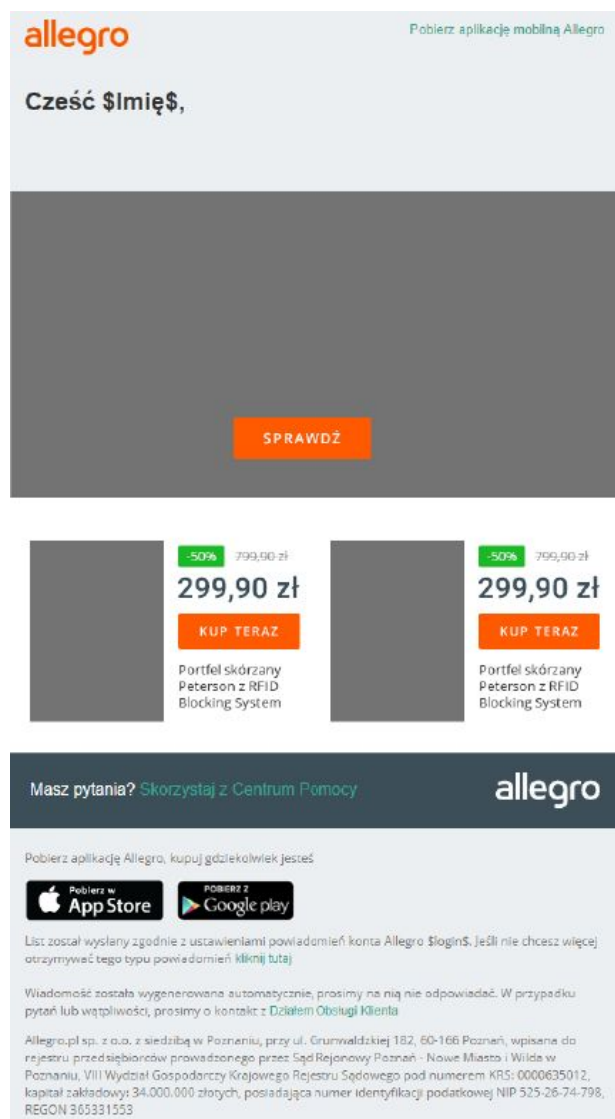 allegro
Pobierz aplikację mobilną Allegro
Cześć $Imię$,
SPRAWDŹ
-50% 799,90 zł
299,90 zł
KUP TERAZ
Portfel skórzany
Peterson z RFID
Blocking System
-50% 799,90 zł
299,90 zł
KUP TERAZ
Portfel skórzany
Peterson z RFID
Blocking System
Masz pytania? Skorzystaj z Centrum Pomocy
allegro
Pobierz aplikację Allegro, kupuj gdziekolwiek jesteś
Pobierz w
App Store
POBIERZ Z
Google play
List został wysłany zgodnie z ustawieniami powiadomień konta Allegro $login$. Jeśli nie chcesz więcej
otrzymywać tego typu powiadomień kliknij tutaj
Wiadomość została wygenerowana automatycznie, prosimy na nią nie odpowiadać. W przypadku
pytań lub wątpliwości, prosimy o kontakt z Działem Obsługi Klienta
Allegro.pl sp. z o.o. z siedzibą w Poznaniu, przy ul. Grunwaldzkiej 182, 60-166 Poznań, wpisana do
rejestru przedsiębiorców prowadzonego przez Sąd Rejonowy Poznań - Nowe Miasto i Wilda w
Poznaniu, VIII Wydział Gospodarczy Krajowego Rejestru Sądowego pod numerem KRS: 0000635012,
kapitał zakładowy: 34.000.000 złotych, posiadająca numer identyfikacji podatkowej NIP 525-26-74-798,
REGON 365331553